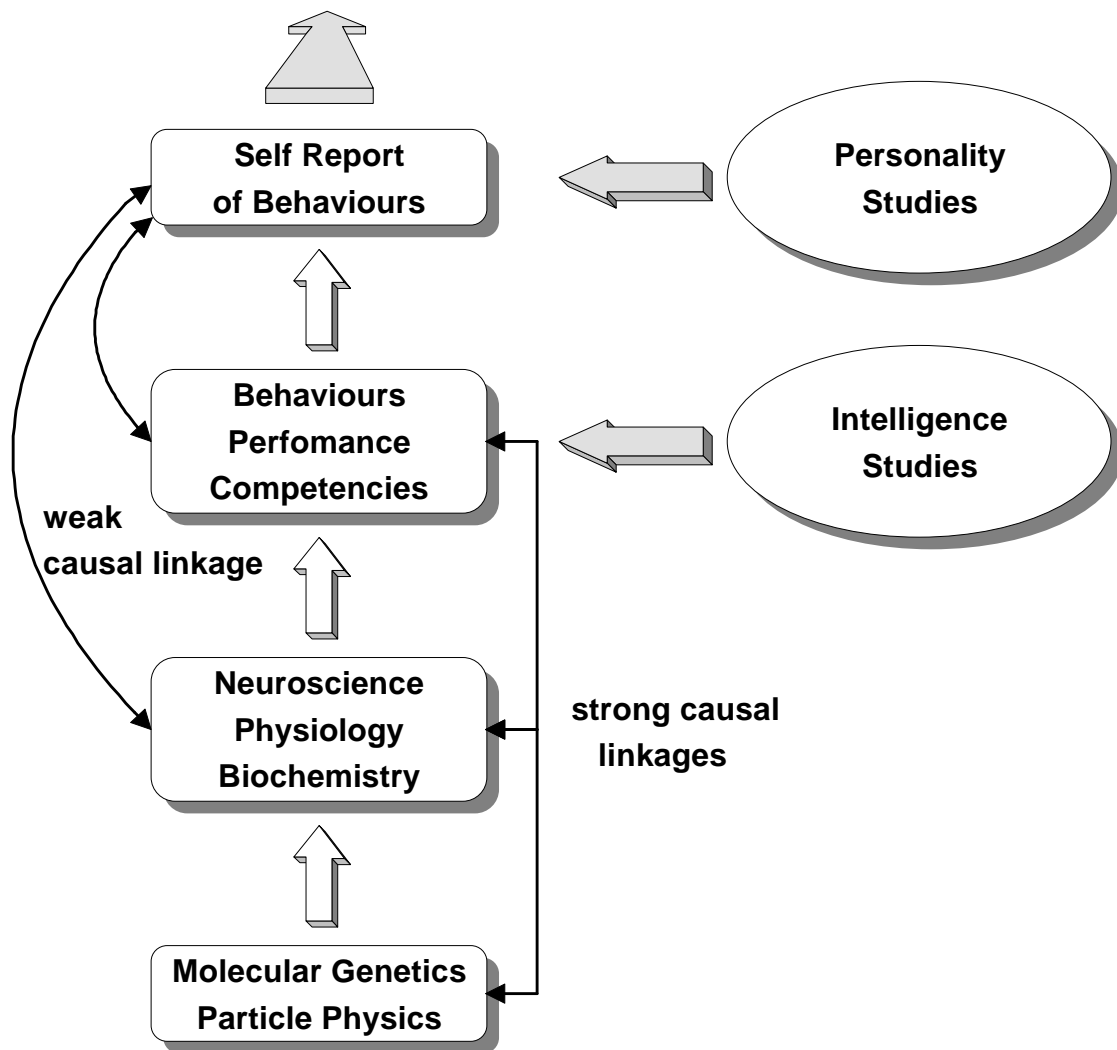 Self Report
of Behaviours
Personality
Studies
Behaviours
Perfomance
Competencies
Intelligence
Studies
weak
causal linkage
Neuroscience
Physiology
Biochemistry
strong causal
linkages
Molecular Genetics
Particle Physics